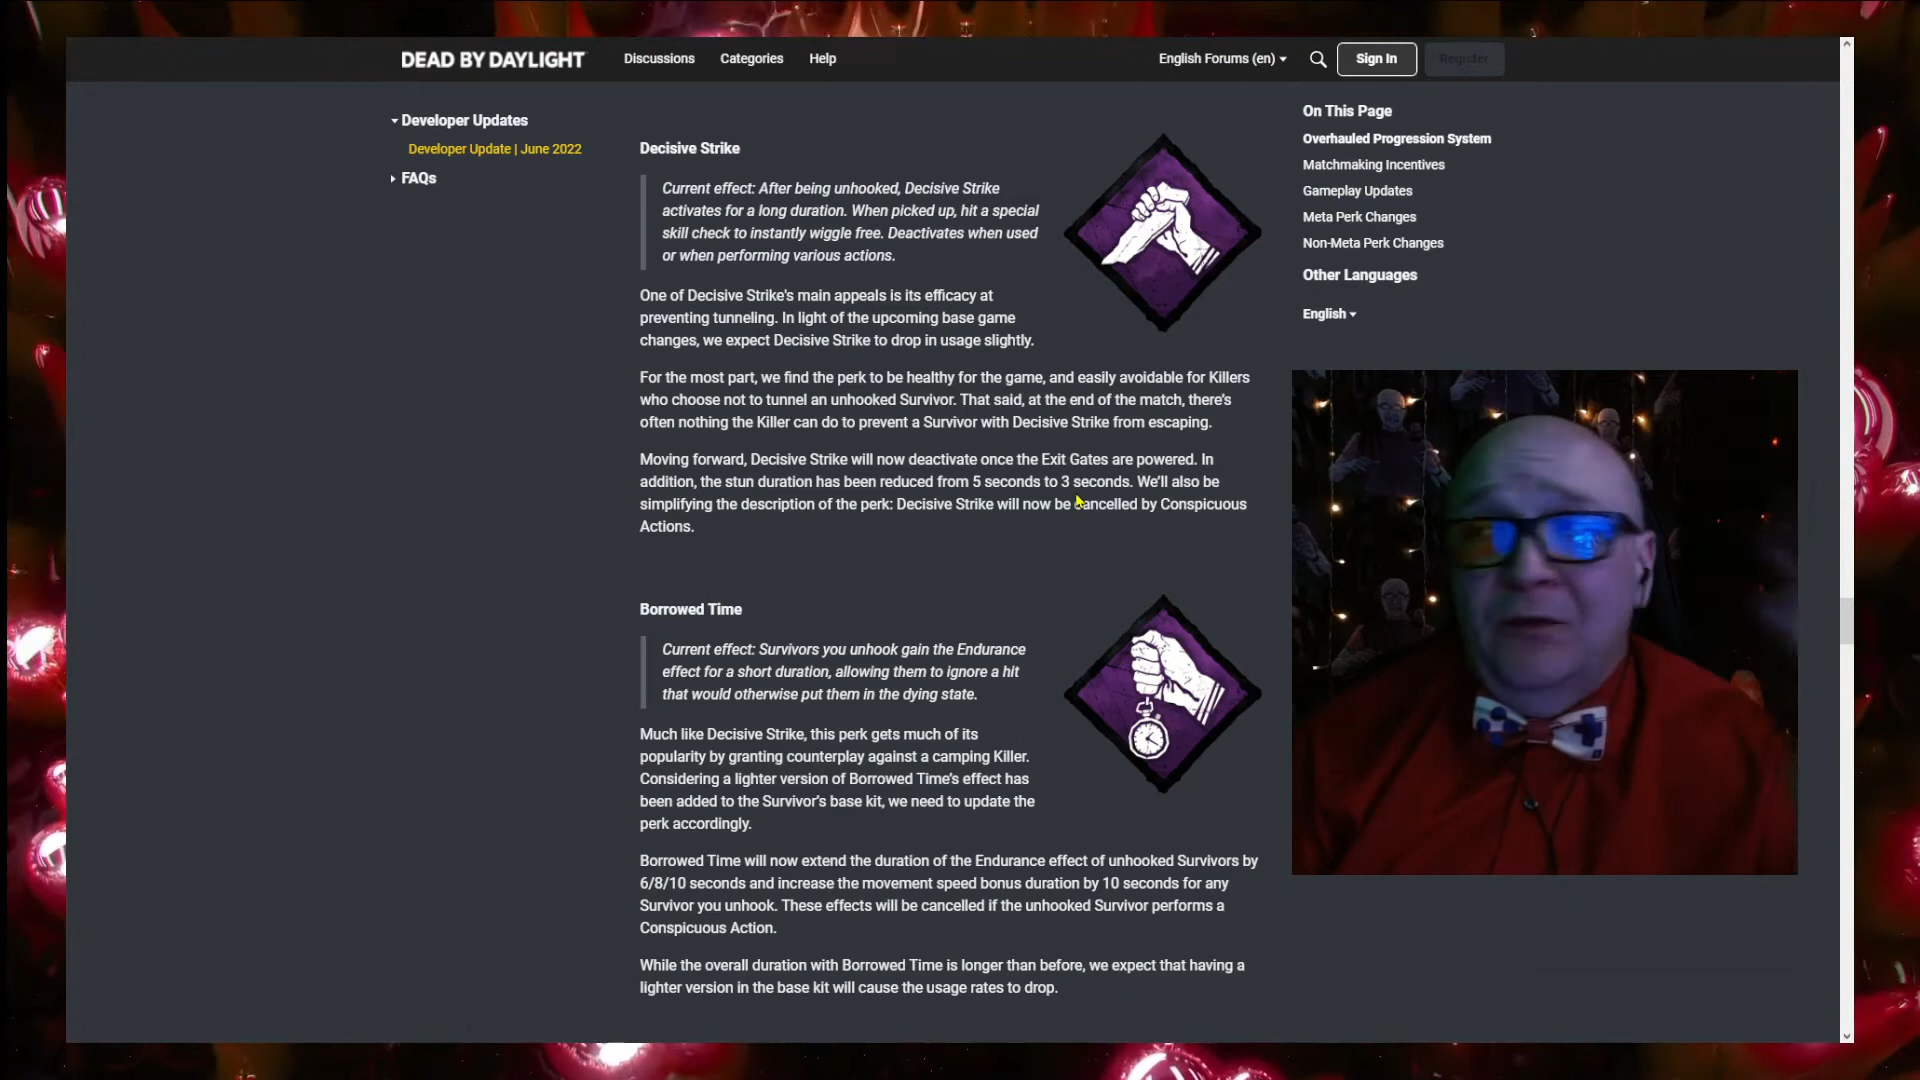 DEAD BY DAYLIGHT
Discussions
Categories
Help
English Forums (en)
Sign In
Register
Developer Updates
Developer Update | June 2022
FAQs
Decisive Strike
Current effect: After being unhooked, Decisive Strike
activates for a long duration. When picked up, hit a special
skill check to instantly wiggle free. Deactivates when used
or when performing various actions.
One of Decisive Strike's main appeals is its efficacy at
preventing tunneling. In light of the upcoming base game
changes, we expect Decisive Strike to drop in usage slightly.
For the most part, we find the perk to be healthy for the game, and easily avoidable for Killers
who choose not to tunnel an unhooked Survivor. That said, at the end of the match, there's
often nothing the Killer can do to prevent a Survivor with Decisive Strike from escaping.
Moving forward, Decisive Strike will now deactivate once the Exit Gates are powered. In
addition, the stun duration has been reduced from 5 seconds to 3 seconds. We'll also be
simplifying the description of the perk: Decisive Strike will now be cancelled by Conspicuous
Actions.
Borrowed Time
Current effect: Survivors you unhook gain the Endurance
effect for a short duration, allowing them to ignore a hit
that would otherwise put them in the dying state.
Much like Decisive Strike, this perk gets much of its
popularity by granting counterplay against a camping Killer.
Considering a lighter version of Borrowed Time's effect has
been added to the Survivor's base kit, we need to update the
perk accordingly.
Borrowed Time will now extend the duration of the Endurance effect of unhooked Survivors by
6/8/10 seconds and increase the movement speed bonus duration by 10 seconds for any
Survivor you unhook. These effects will be cancelled if the unhooked Survivor performs a
Conspicuous Action.
While the overall duration with Borrowed Time is longer than before, we expect that having a
lighter version in the base kit will cause the usage rates to drop.
On This Page
Overhauled Progression System
Matchmaking Incentives
Gameplay Updates
Meta Perk Changes
Non-Meta Perk Changes
Other Languages
English